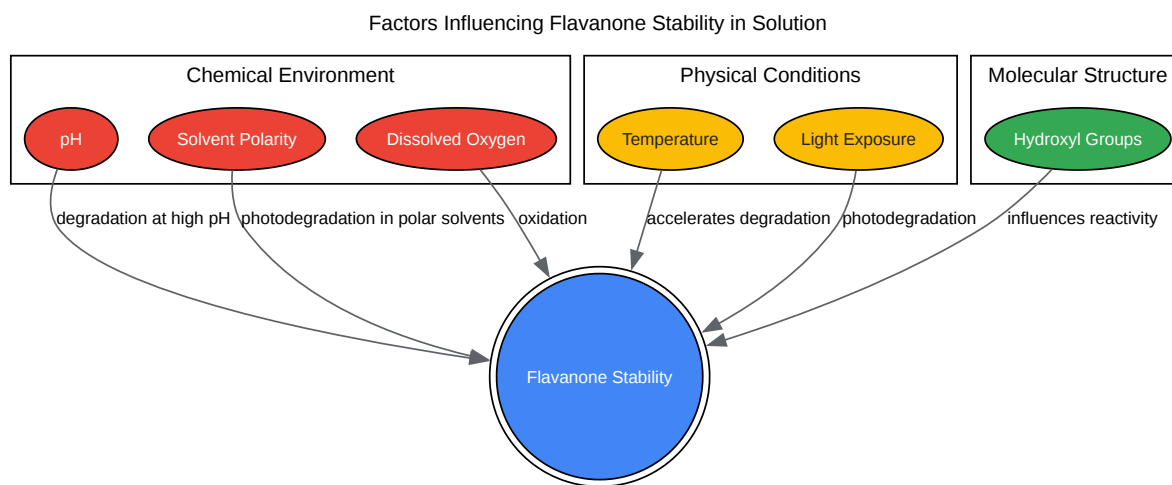 Factors Influencing Flavanone Stability in Solution
Chemical Environment
Physical Conditions
Molecular Structure
pH
Solvent Polarity
Dissolved Oxygen
Temperature
Light Exposure
Hydroxyl Groups
degradation at high pH
photodegradation in polar solvents
oxidation
accelerates degradation
photodegradation
influences reactivity
Flavanone Stability